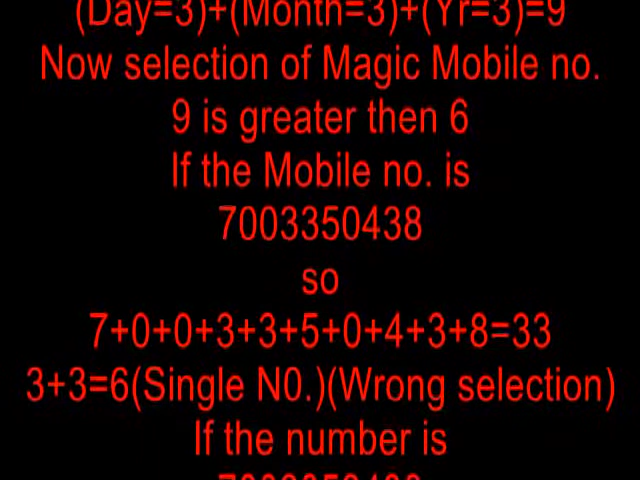 (Day=3)+(Month=3)+(Yr=3)=9
Now selection of Magic Mobile no.
9 is greater then 6
If the Mobile no. is
7003350438
so
7+0+0+3+3+5+0+4+3+8=33
3+3=6(Single N0.)(Wrong selection)
If the number is